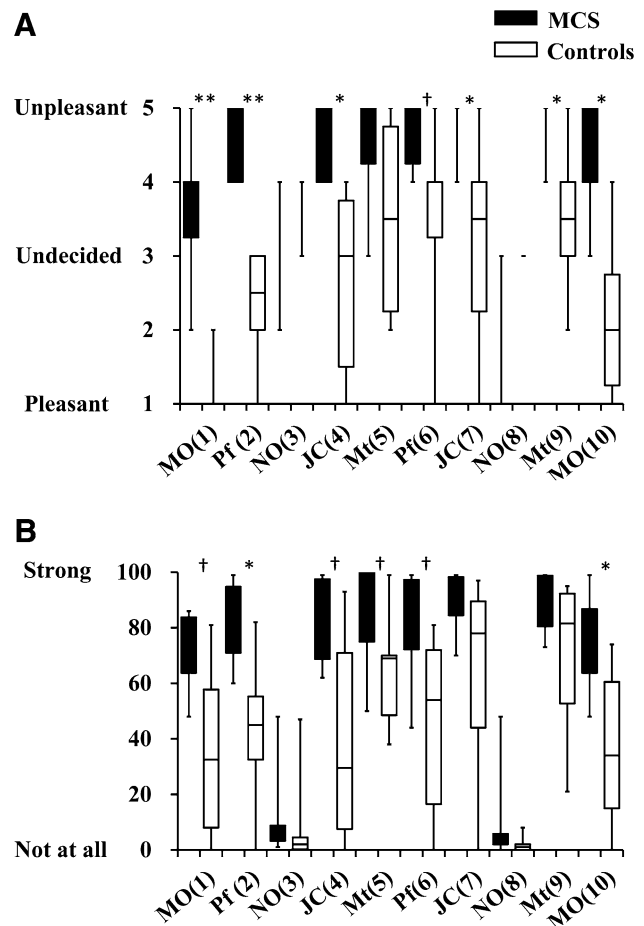 A
MCS
Controls
Unpleasant 5 ** ** * † * * *
4
Undecided 3
2
Pleasant 1
MO(1) Pf (2) NO(3) JC(4) Mt(5) Pf(6) JC(7) NO(8) Mt(9) MO(10)
B
Strong 100 † * † † † *
80
60
40
20
Not at all 0
MO(1) Pf (2) NO(3) JC(4) Mt(5) Pf(6) JC(7) NO(8) Mt(9) MO(10)